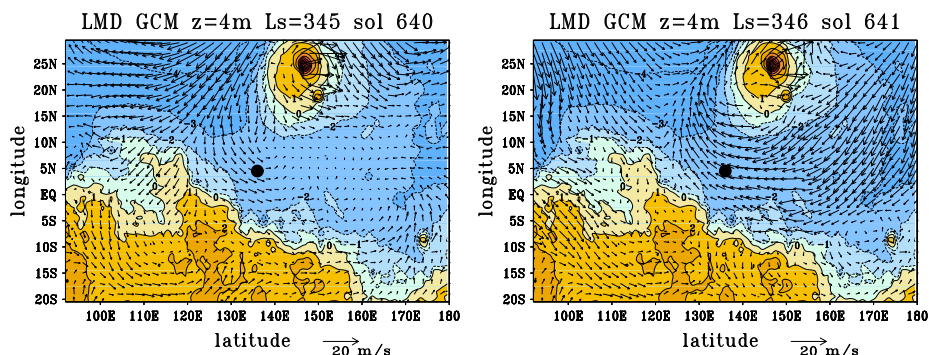 LMD GCM z=4m Ls=345 sol 640
25N
20N
15N
10N
5N
EQ
5S
10S
15S
20S
longitude
100E 110E 120E 130E 140E 150E 160E 170E 180
latitude
20 m/s
LMD GCM z=4m Ls=346 sol 641
25N
20N
15N
10N
5N
EQ
5S
10S
15S
20S
longitude
100E 110E 120E 130E 140E 150E 160E 170E 180
latitude
20 m/s